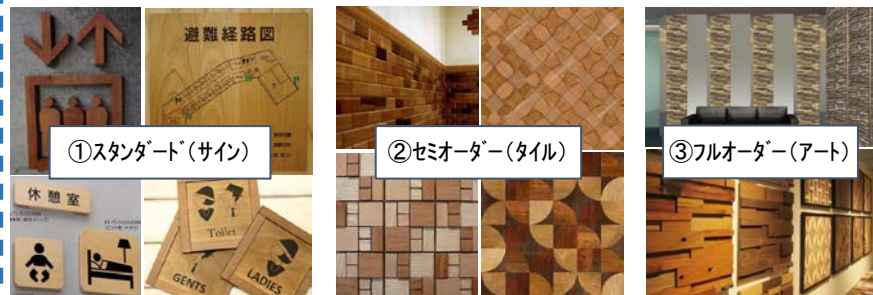 避難経路図
①スタンダード(サイン)
休憩室
Toilet
GENTS
LADIES
②セミオーダー(タイル)
③フルオーダー(アート)